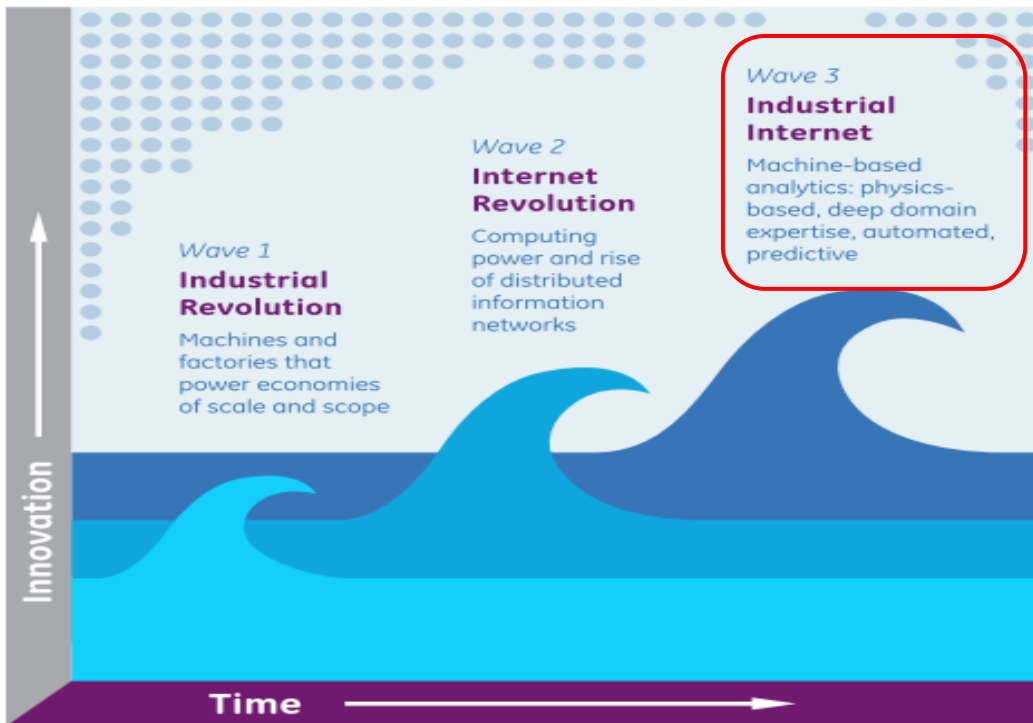 Wave 1
Industrial
Revolution
Machines and
factories that
power economies
of scale and scope
Wave 2
Internet
Revolution
Computing
power and rise
of distributed
information
networks
Wave 3
Industrial
Internet
Machine-based
analytics: physics-
based, deep domain
expertise, automated,
predictive
Innovation
Time